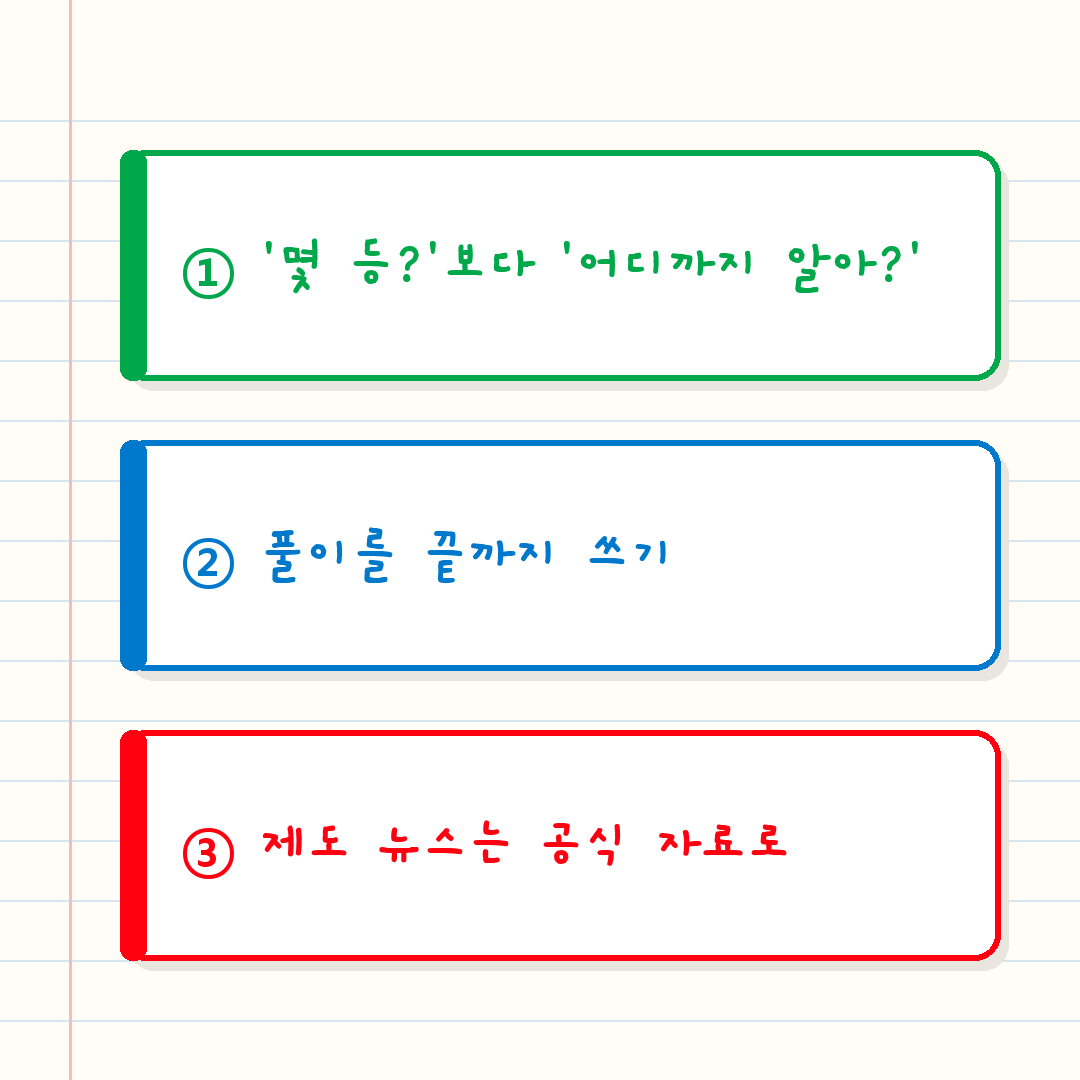 ① '몇 등?'보다 '어디까지 알아?'
② 풀이를 끝까지 쓰기
③ 제도 뉴스는 공식 자료로